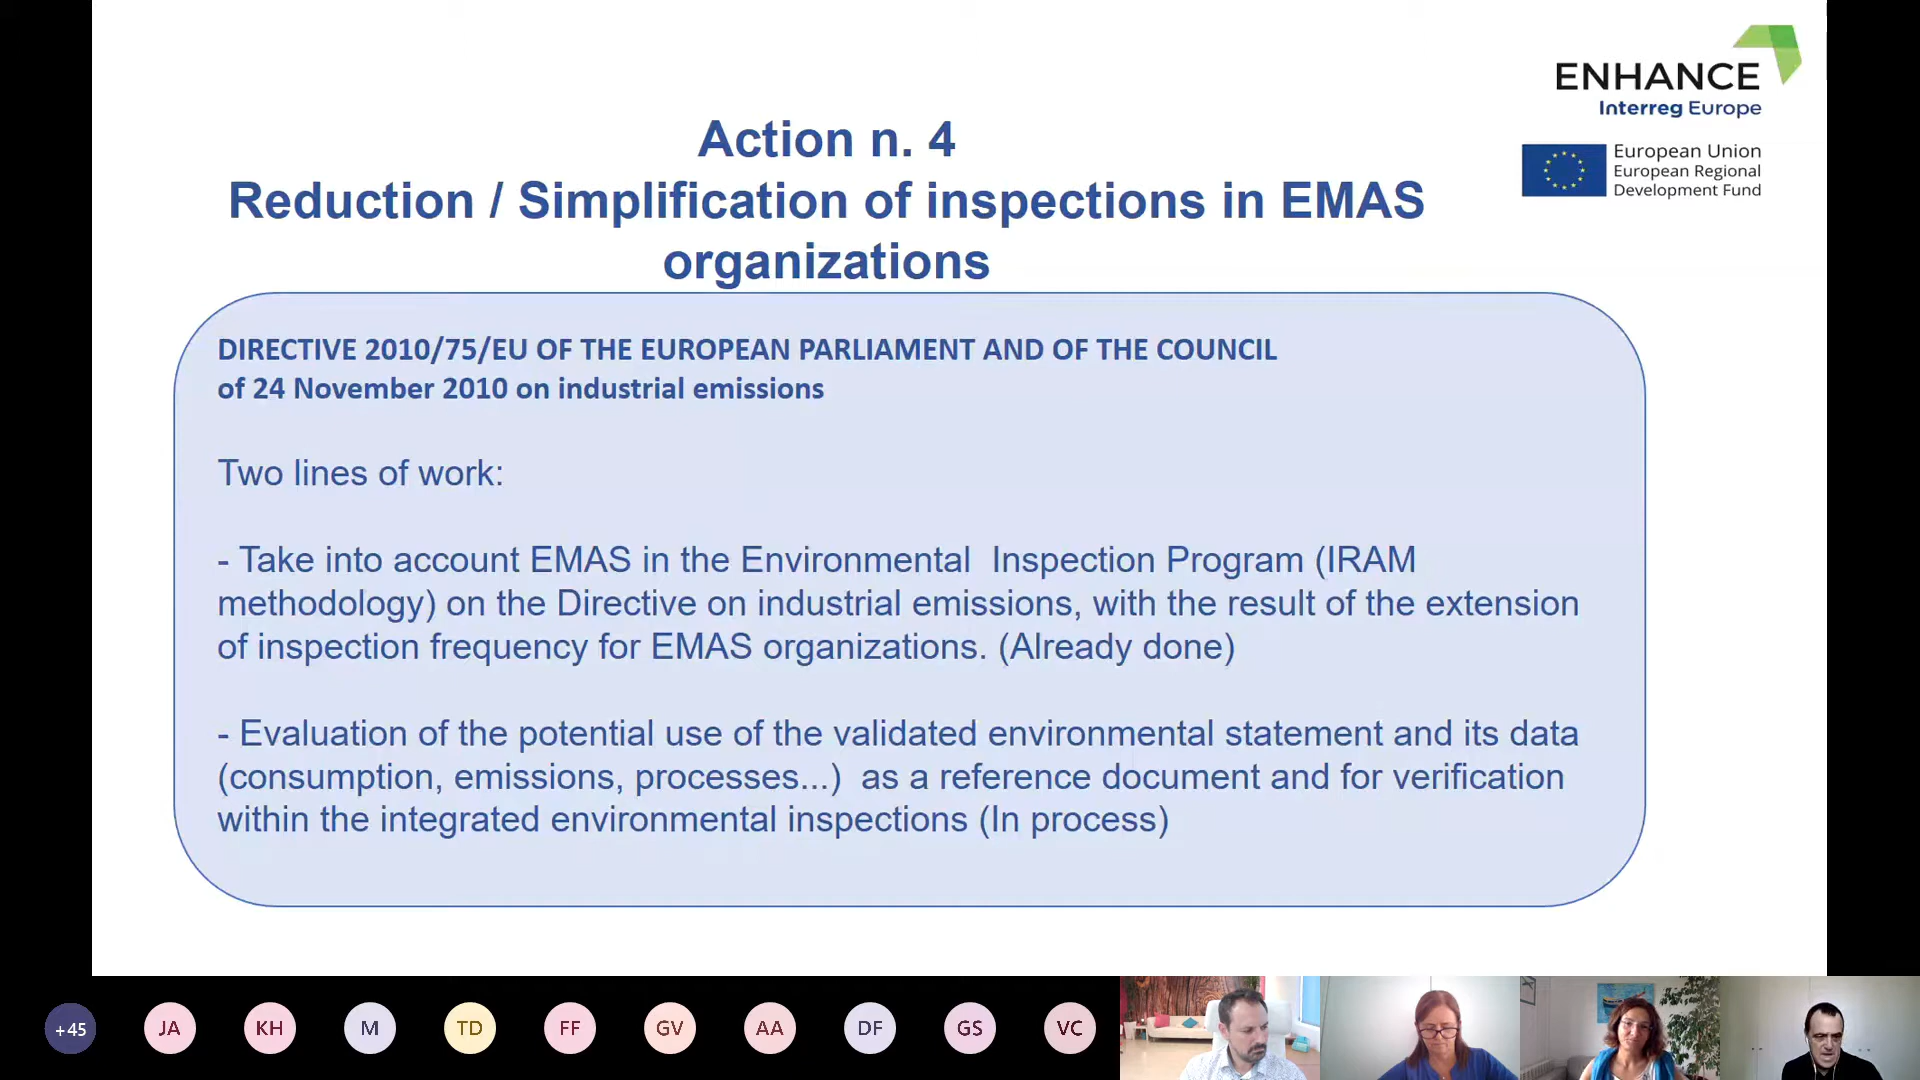 ENHANCE
Interreg Europe
European Union
European Regional
Development Fund
Action n. 4
Reduction / Simplification of inspections in EMAS
organizations
DIRECTIVE 2010/75/EU OF THE EUROPEAN PARLIAMENT AND OF THE COUNCIL
of 24 November 2010 on industrial emissions
Two lines of work:
- Take into account EMAS in the Environmental  Inspection Program (IRAM
methodology) on the Directive on industrial emissions, with the result of the extension
of inspection frequency for EMAS organizations. (Already done)
- Evaluation of the potential use of the validated environmental statement and its data
(consumption, emissions, processes...)  as a reference document and for verification
within the integrated environmental inspections (In process)
+45
JA
KH
M
TD
FF
GV
AA
DF
GS
VC